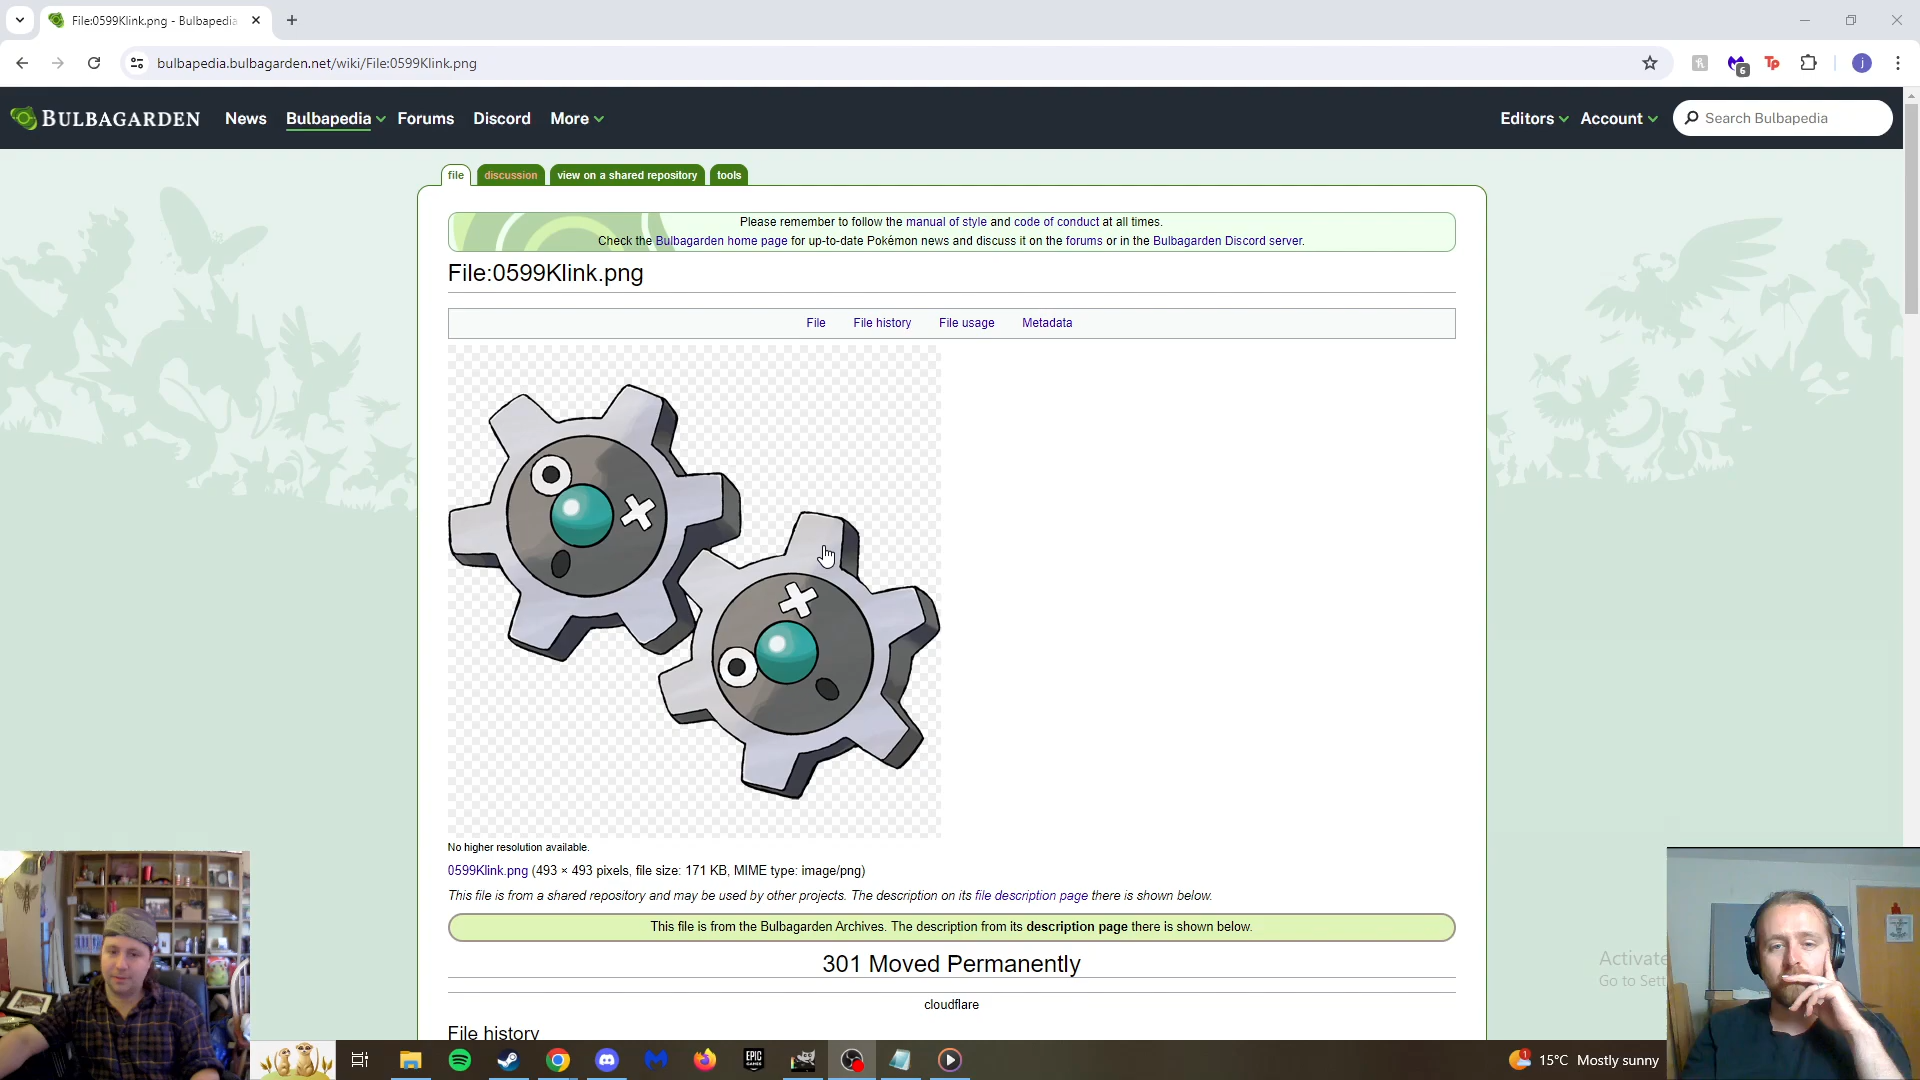 File:0599Klink.png - Bulbapedia
bulbapedia.bulbagarden.net/wiki/File:0599Klink.png
6
Tp
j
BULBAGARDEN News Bulbapedia Forums Discord More Editors Account Search Bulbapedia
file discussion view on a shared repository tools
Please remember to follow the manual of style and code of conduct at all times.
Check the Bulbagarden home page for up-to-date Pokémon news and discuss it on the forums or in the Bulbagarden Discord server.
File:0599Klink.png
File File history File usage Metadata
No higher resolution available.
0599Klink.png (493 × 493 pixels, file size: 171 KB, MIME type: image/png)
This file is from a shared repository and may be used by other projects. The description on its file description page there is shown below.
This file is from the Bulbagarden Archives. The description from its description page there is shown below.
301 Moved Permanently
cloudflare
File history
Activate
Go to Sett
EPIC
GAMES
1
15°C Mostly sunny